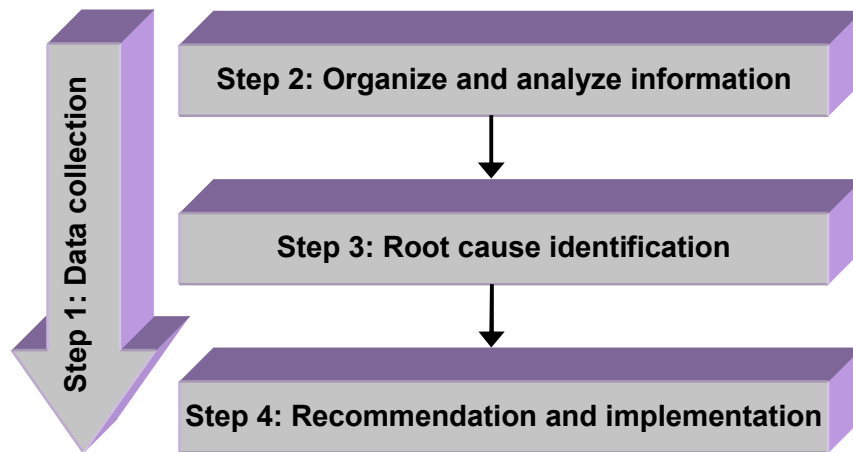 Step 1: Data collection
Step 2: Organize and analyze information
Step 3: Root cause identification
Step 4: Recommendation and implementation